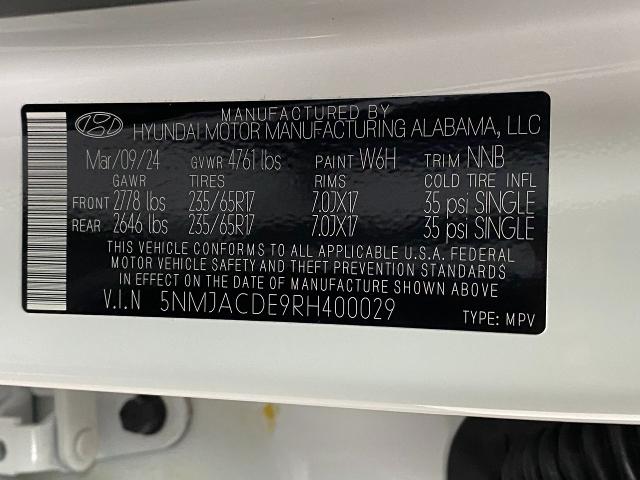 MANUFACTURED BY
HYUNDAI MOTOR MANUFACTURING ALABAMA, LLC
Mar/09/24 GVWR 4761 lbs PAINT W6H TRIM NNB
GAWR TIRES RIMS COLD TIRE INFL
FRONT 2778 lbs 235/65R17 7.0JX17 35 psi SINGLE
REAR 2646 lbs 235/65R17 7.0JX17 35 psi SINGLE
THIS VEHICLE CONFORMS TO ALL APPLICABLE U.S.A. FEDERAL
MOTOR VEHICLE SAFETY AND THEFT PREVENTION STANDARDS
IN EFFECT ON THE DATE OF MANUFACTURE SHOWN ABOVE.
V.I.N 5NMJACDE9RH400029 TYPE: MPV